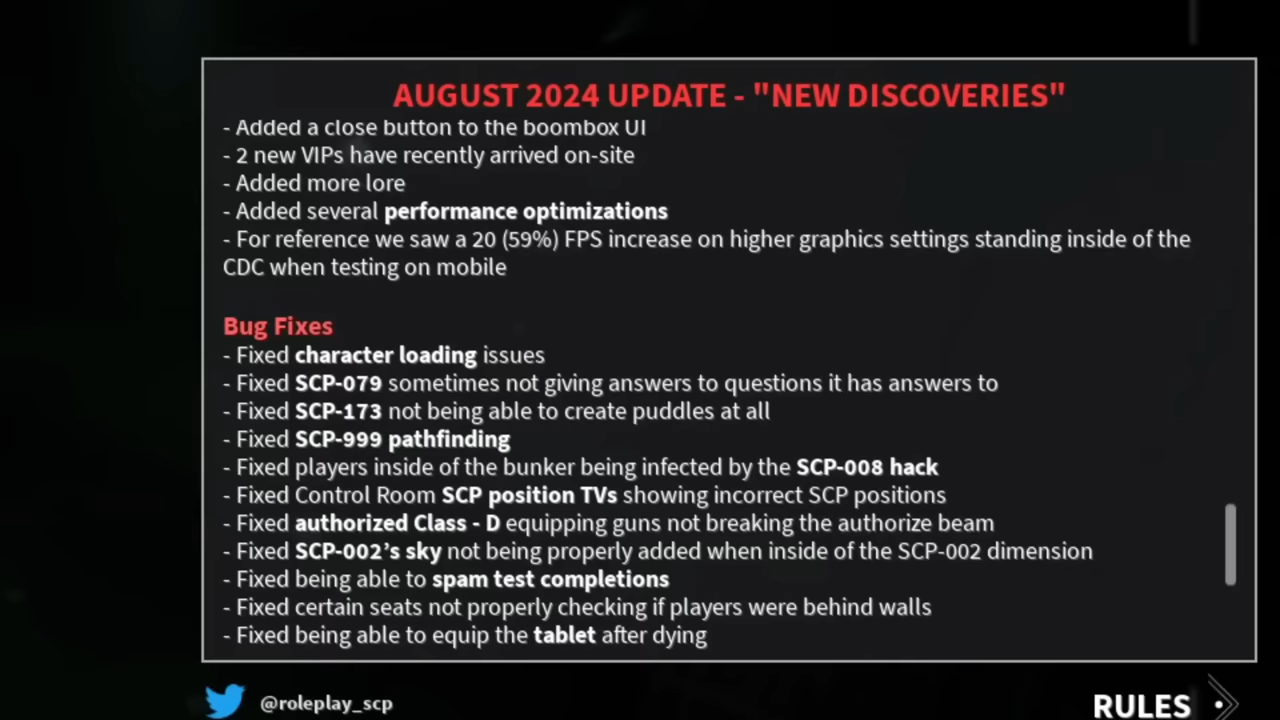 AUGUST 2024 UPDATE - "NEW DISCOVERIES"
- Added a close button to the boombox UI
- 2 new VIPs have recently arrived on-site
- Added more lore
- Added several performance optimizations
- For reference we saw a 20 (59%) FPS increase on higher graphics settings standing inside of the
CDC when testing on mobile
Bug Fixes
- Fixed character loading issues
- Fixed SCP-079 sometimes not giving answers to questions it has answers to
- Fixed SCP-173 not being able to create puddles at all
- Fixed SCP-999 pathfinding
- Fixed players inside of the bunker being infected by the SCP-008 hack
- Fixed Control Room SCP position TVs showing incorrect SCP positions
- Fixed authorized Class - D equipping guns not breaking the authorize beam
- Fixed SCP-002’s sky not being properly added when inside of the SCP-002 dimension
- Fixed being able to spam test completions
- Fixed certain seats not properly checking if players were behind walls
- Fixed being able to equip the tablet after dying
@roleplay_scp
RULES